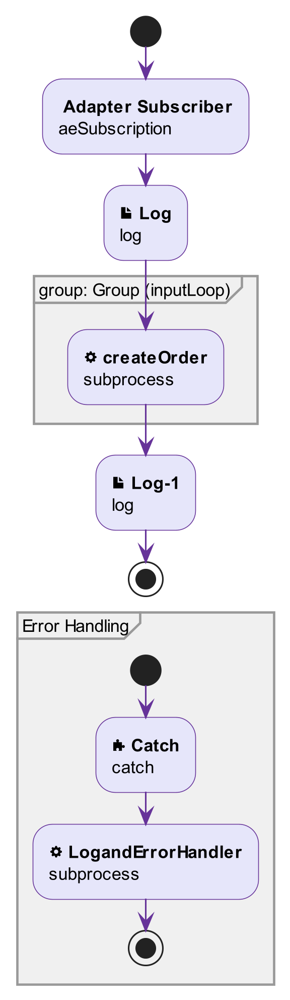 Adapter Subscriber
aeSubscription
Log
log
group: Group (inputLoop)
createOrder
subprocess
Log-1
log
Error Handling
Catch
catch
LogandErrorHandler
subprocess